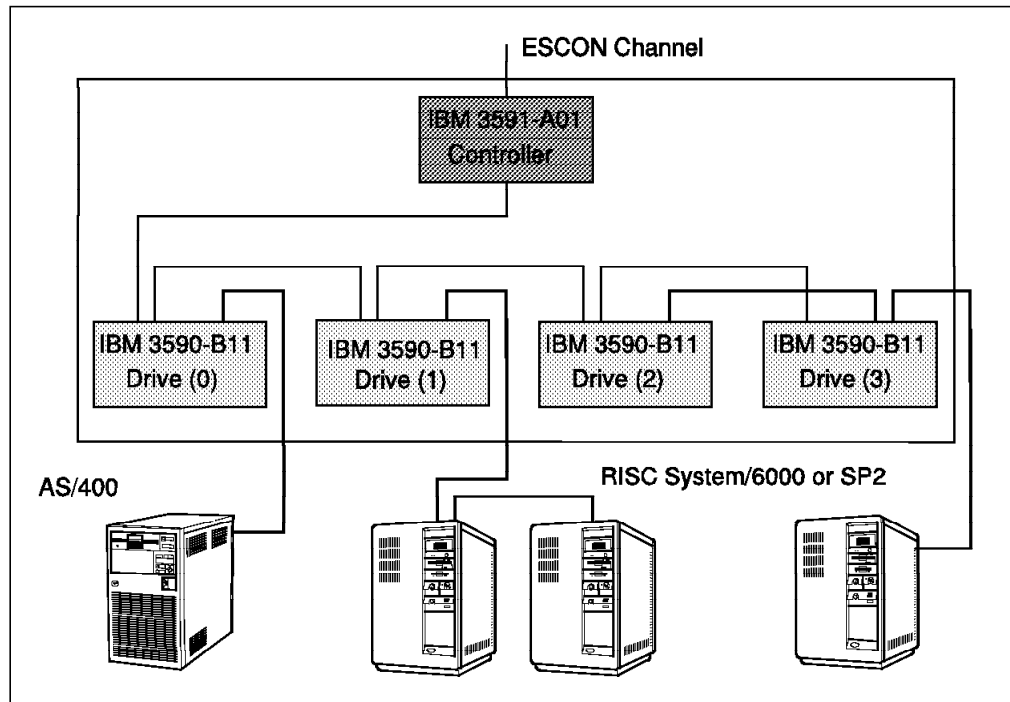 ESCON Channel
IBM 3591-A01
Controller
IBM 3590-B11
Drive (0)
IBM 3590-B11
Drive (1)
IBM 3590-B11
Drive (2)
IBM 3590-B11
Drive (3)
AS/400
RISC System/6000 or SP2